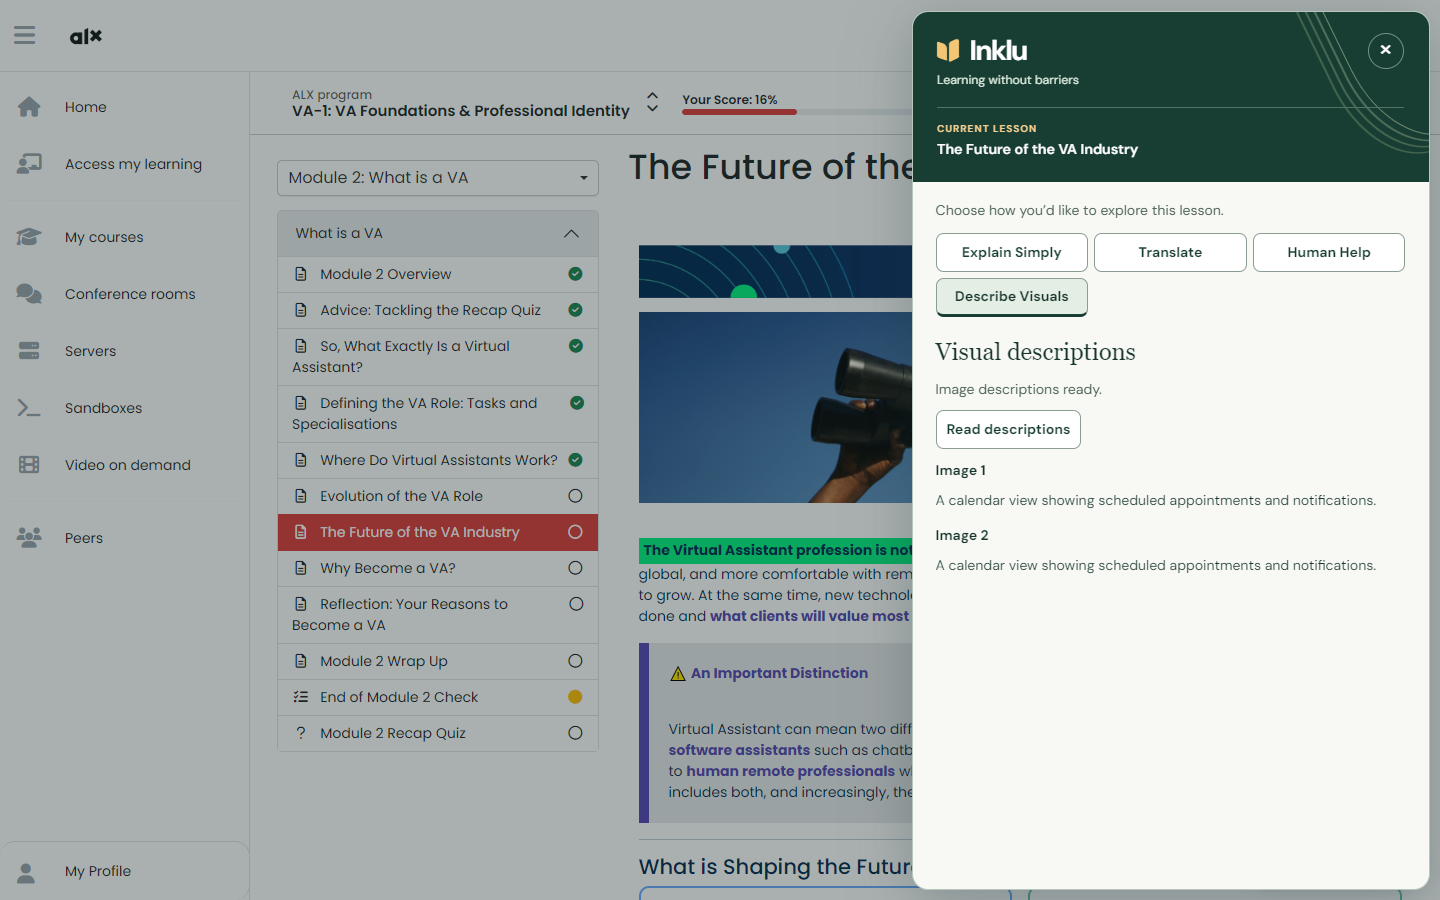 alx
Home
Access my learning
My courses
Conference rooms
Servers
Sandboxes
Video on demand
Peers
My Profile
ALX program
VA-1: VA Foundations & Professional Identity
Your Score: 16%
Module 2: What is a VA
What is a VA
Module 2 Overview
Advice: Tackling the Recap Quiz
So, What Exactly Is a Virtual
Assistant?
Defining the VA Role: Tasks and
Specialisations
Where Do Virtual Assistants Work?
Evolution of the VA Role
The Future of the VA Industry
Why Become a VA?
Reflection: Your Reasons to
Become a VA
Module 2 Wrap Up
End of Module 2 Check
? Module 2 Recap Quiz
The Future of the
The Virtual Assistant profession is not
global, and more comfortable with rem
to grow. At the same time, new technol
done and what clients will value most
An Important Distinction
Virtual Assistant can mean two diff
software assistants such as chatb
to human remote professionals w
includes both, and increasingly, the
What is Shaping the Futur
Inklu
Learning without barriers
CURRENT LESSON
The Future of the VA Industry
Choose how you'd like to explore this lesson.
Explain Simply
Translate
Human Help
Describe Visuals
Visual descriptions
Image descriptions ready.
Read descriptions
Image 1
A calendar view showing scheduled appointments and notifications.
Image 2
A calendar view showing scheduled appointments and notifications.